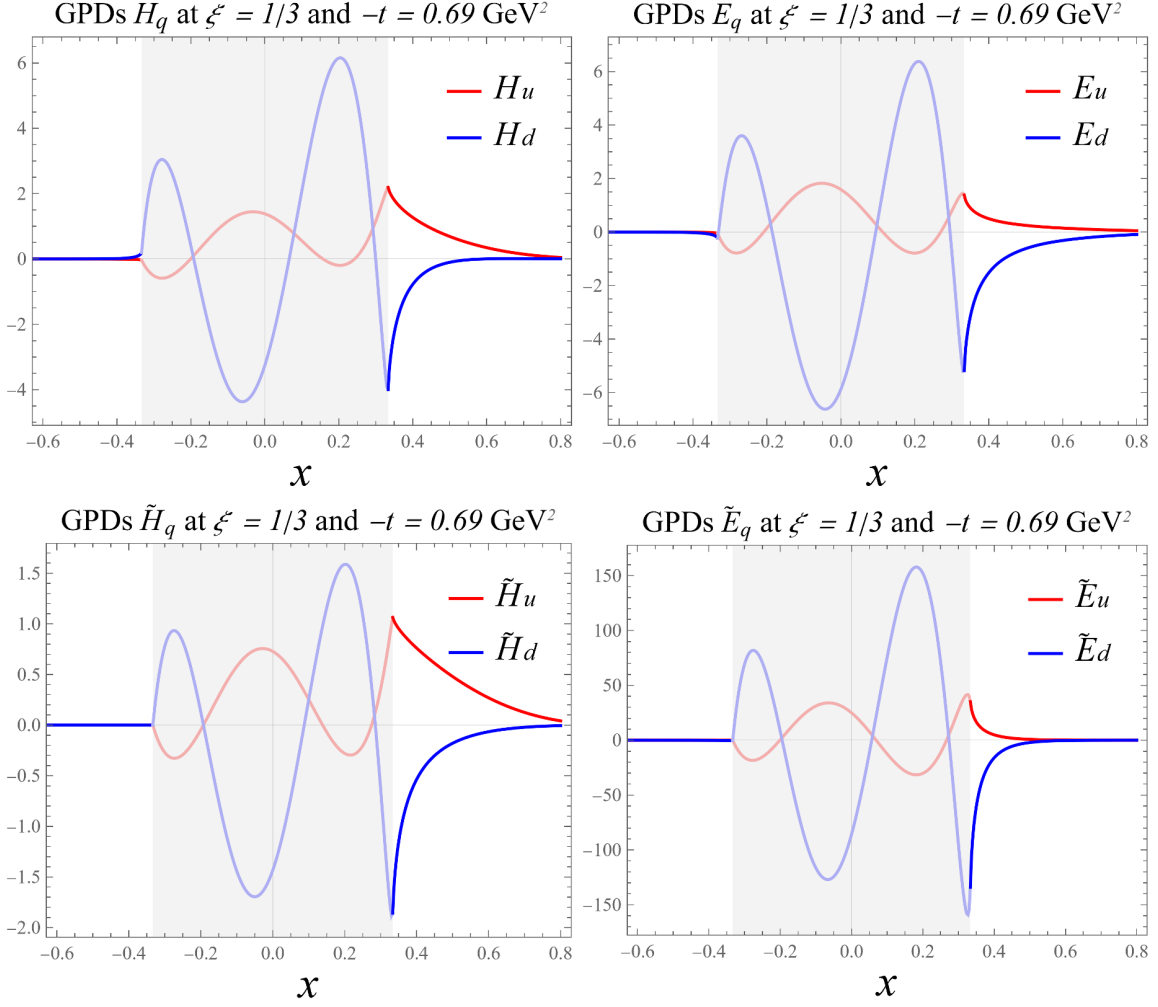 GPDs H_q at ξ = 1/3 and −t = 0.69 GeV²
6
4
2
0
−2
−4
Hu
Hd
−0.6 −0.4 −0.2 0.0 0.2 0.4 0.6 0.8
x
GPDs E_q at ξ = 1/3 and −t = 0.69 GeV²
6
4
2
0
−2
−4
−6
Eu
Ed
−0.6 −0.4 −0.2 0.0 0.2 0.4 0.6 0.8
x
GPDs H̃_q at ξ = 1/3 and −t = 0.69 GeV²
1.5
1.0
0.5
0.0
−0.5
−1.0
−1.5
−2.0
H̃u
H̃d
−0.6 −0.4 −0.2 0.0 0.2 0.4 0.6 0.8
x
GPDs Ẽ_q at ξ = 1/3 and −t = 0.69 GeV²
150
100
50
0
−50
−100
−150
Ẽu
Ẽd
−0.6 −0.4 −0.2 0.0 0.2 0.4 0.6 0.8
x